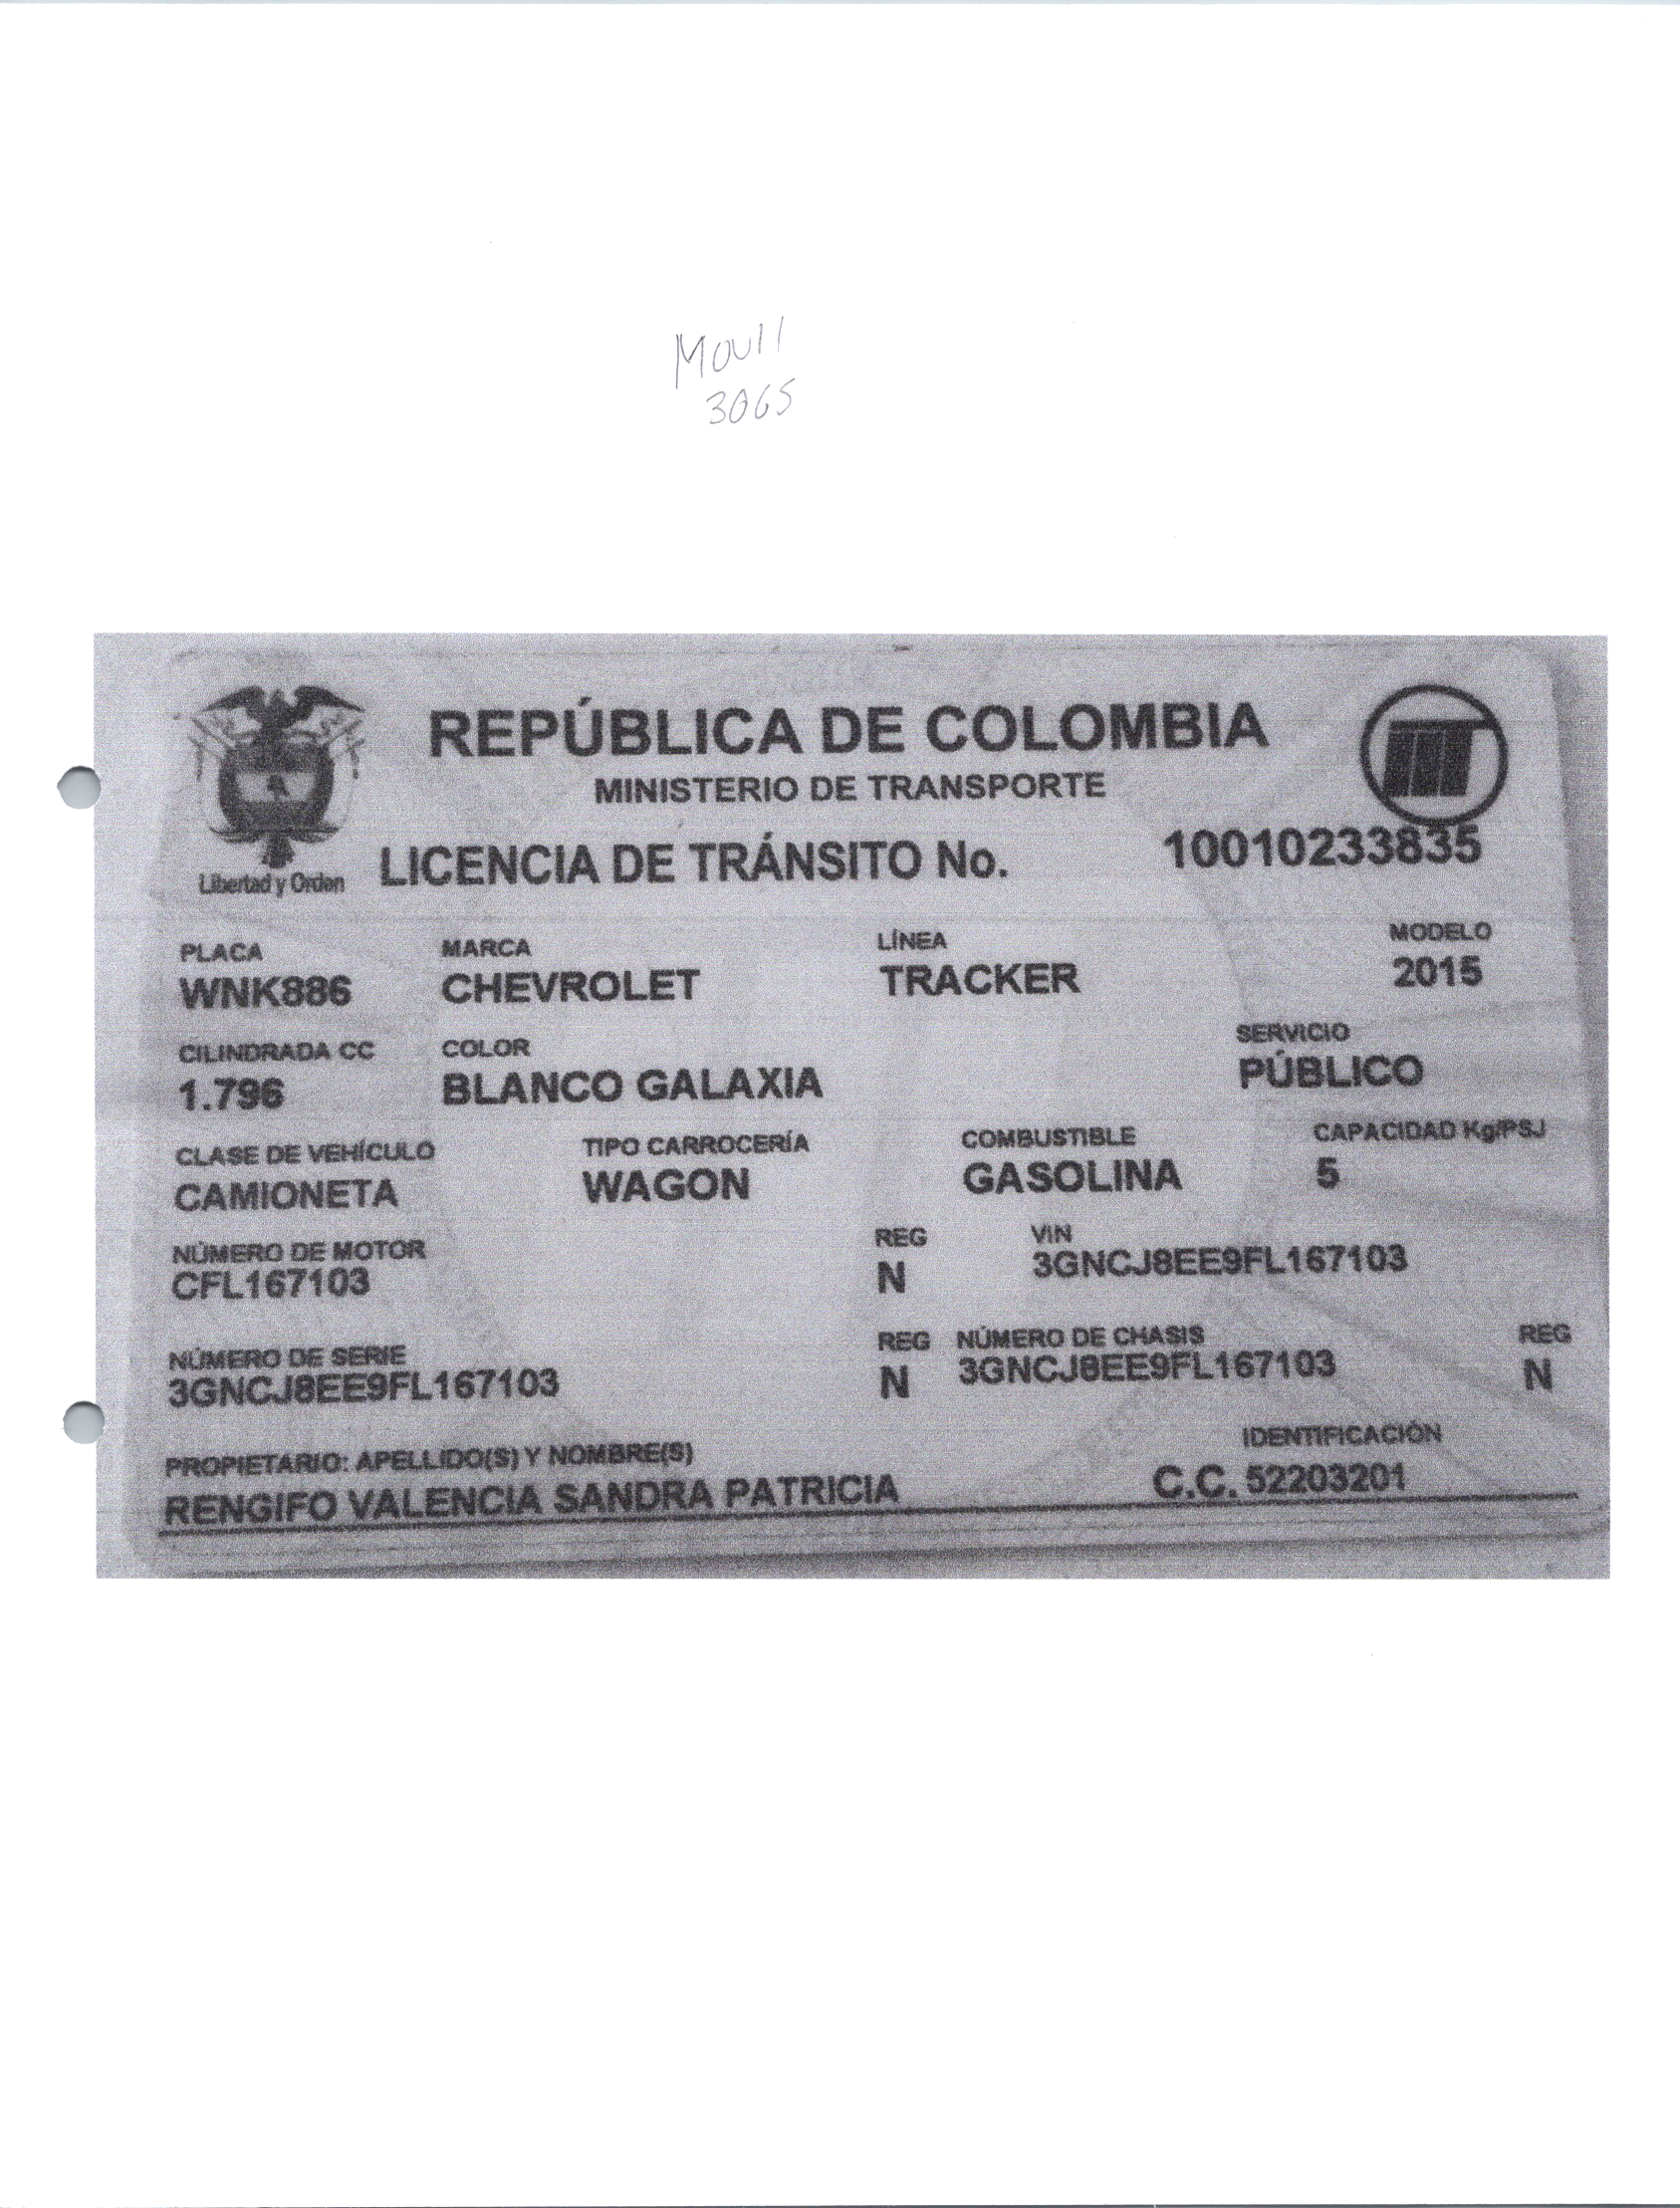 Movil
3065
REPÚBLICA DE COLOMBIA
MINISTERIO DE TRANSPORTE
Libertad y Orden
LICENCIA DE TRÁNSITO No. 10010233835
PLACA MARCA LÍNEA MODELO
WNK886 CHEVROLET TRACKER 2015
CILINDRADA CC COLOR SERVICIO
1.796 BLANCO GALAXIA PÚBLICO
CLASE DE VEHÍCULO TIPO CARROCERÍA COMBUSTIBLE CAPACIDAD Kg/PSJ
CAMIONETA WAGON GASOLINA 5
NÚMERO DE MOTOR REG VIN
CFL167103 N 3GNCJ8EE9FL167103
NÚMERO DE SERIE REG NÚMERO DE CHASIS REG
3GNCJ8EE9FL167103 N 3GNCJ8EE9FL167103 N
PROPIETARIO: APELLIDO(S) Y NOMBRE(S) IDENTIFICACIÓN
RENGIFO VALENCIA SANDRA PATRICIA C.C. 52203201